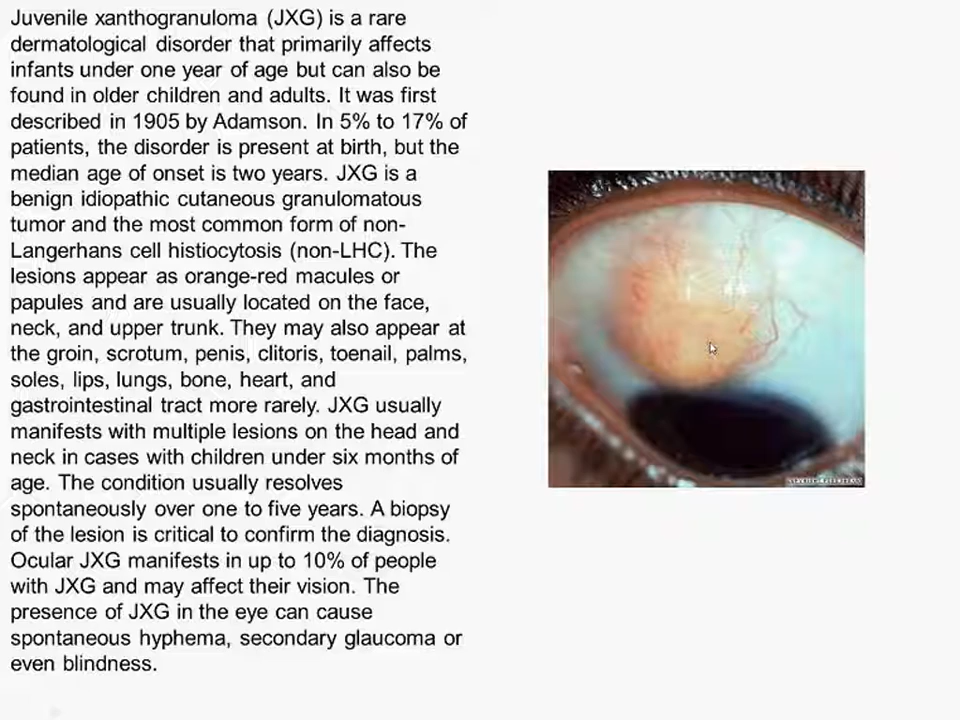 Juvenile xanthogranuloma (JXG) is a rare
dermatological disorder that primarily affects
infants under one year of age but can also be
found in older children and adults. It was first
described in 1905 by Adamson. In 5% to 17% of
patients, the disorder is present at birth, but the
median age of onset is two years. JXG is a
benign idiopathic cutaneous granulomatous
tumor and the most common form of non-
Langerhans cell histiocytosis (non-LHC). The
lesions appear as orange-red macules or
papules and are usually located on the face,
neck, and upper trunk. They may also appear at
the groin, scrotum, penis, clitoris, toenail, palms,
soles, lips, lungs, bone, heart, and
gastrointestinal tract more rarely. JXG usually
manifests with multiple lesions on the head and
neck in cases with children under six months of
age. The condition usually resolves
spontaneously over one to five years. A biopsy
of the lesion is critical to confirm the diagnosis.
Ocular JXG manifests in up to 10% of people
with JXG and may affect their vision. The
presence of JXG in the eye can cause
spontaneous hyphema, secondary glaucoma or
even blindness.